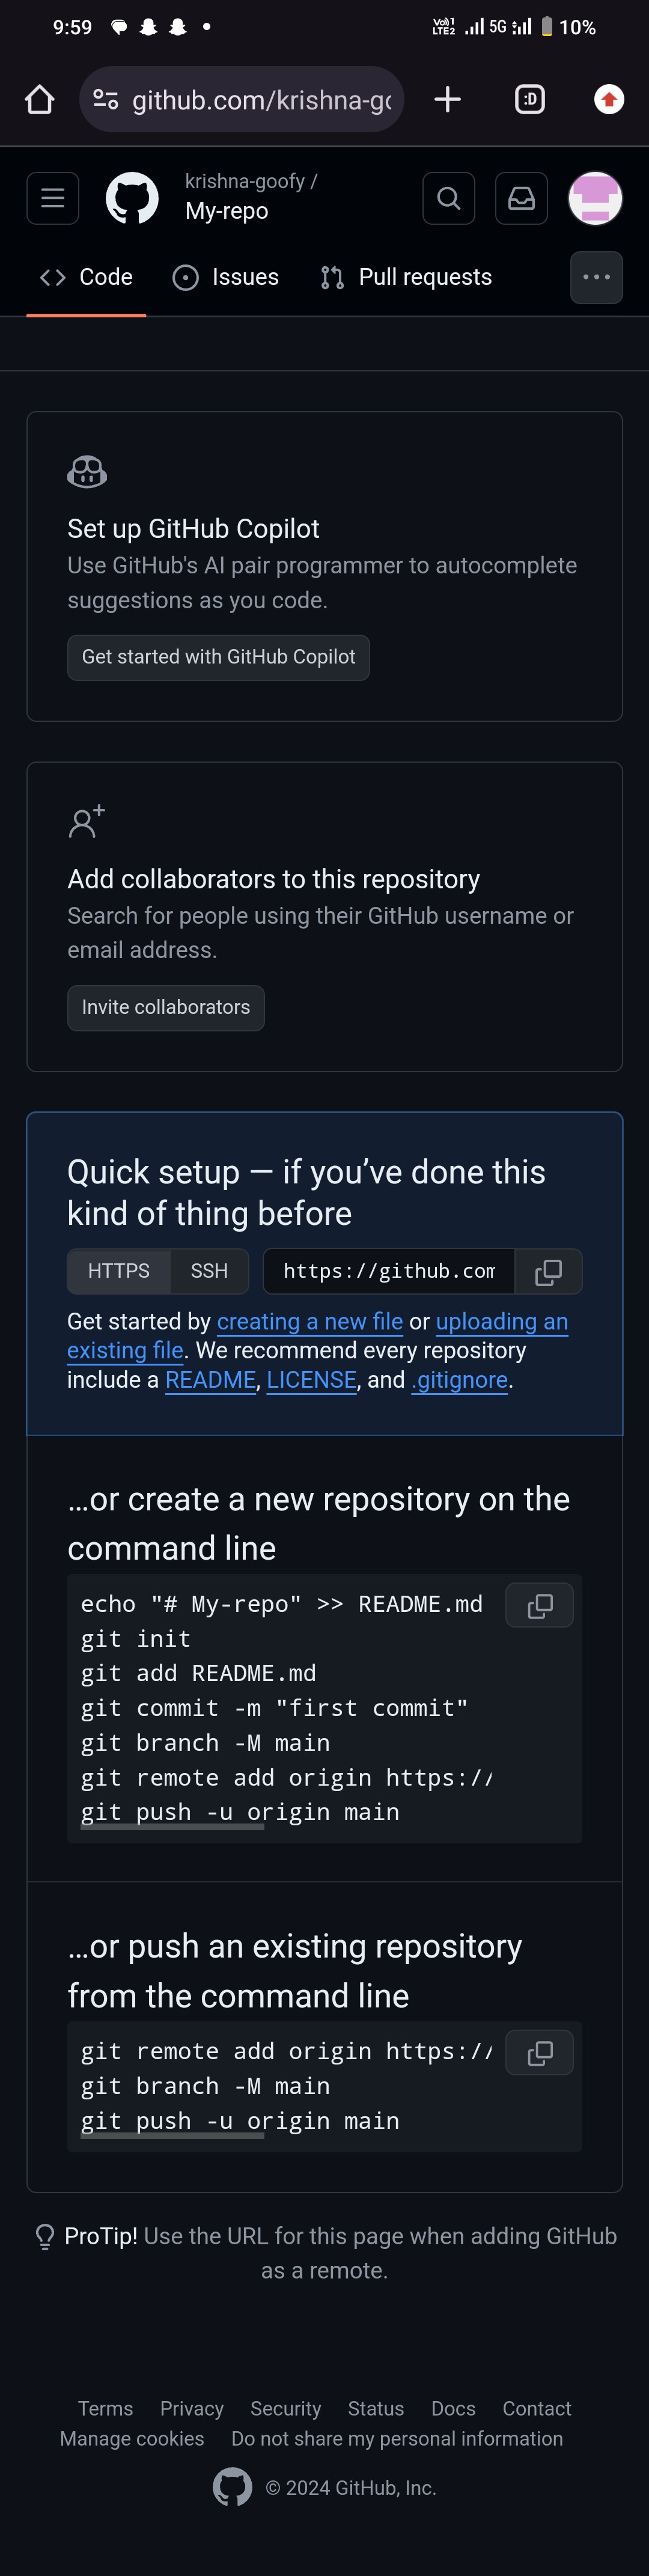 9:59
Vo) 1
LTE2
5G
10%
github.com/krishna-go
:D
krishna-goofy /
My-repo
Code
Issues
Pull requests
Set up GitHub Copilot
Use GitHub's AI pair programmer to autocomplete
suggestions as you code.
Get started with GitHub Copilot
Add collaborators to this repository
Search for people using their GitHub username or
email address.
Invite collaborators
Quick setup — if you’ve done this
kind of thing before
HTTPS SSH https://github.com
Get started by creating a new file or uploading an
existing file. We recommend every repository
include a README, LICENSE, and .gitignore.
…or create a new repository on the
command line
echo "# My-repo" >> README.md
git init
git add README.md
git commit -m "first commit"
git branch -M main
git remote add origin https://
git push -u origin main
…or push an existing repository
from the command line
git remote add origin https://
git branch -M main
git push -u origin main
ProTip! Use the URL for this page when adding GitHub
as a remote.
Terms Privacy Security Status Docs Contact
Manage cookies Do not share my personal information
© 2024 GitHub, Inc.